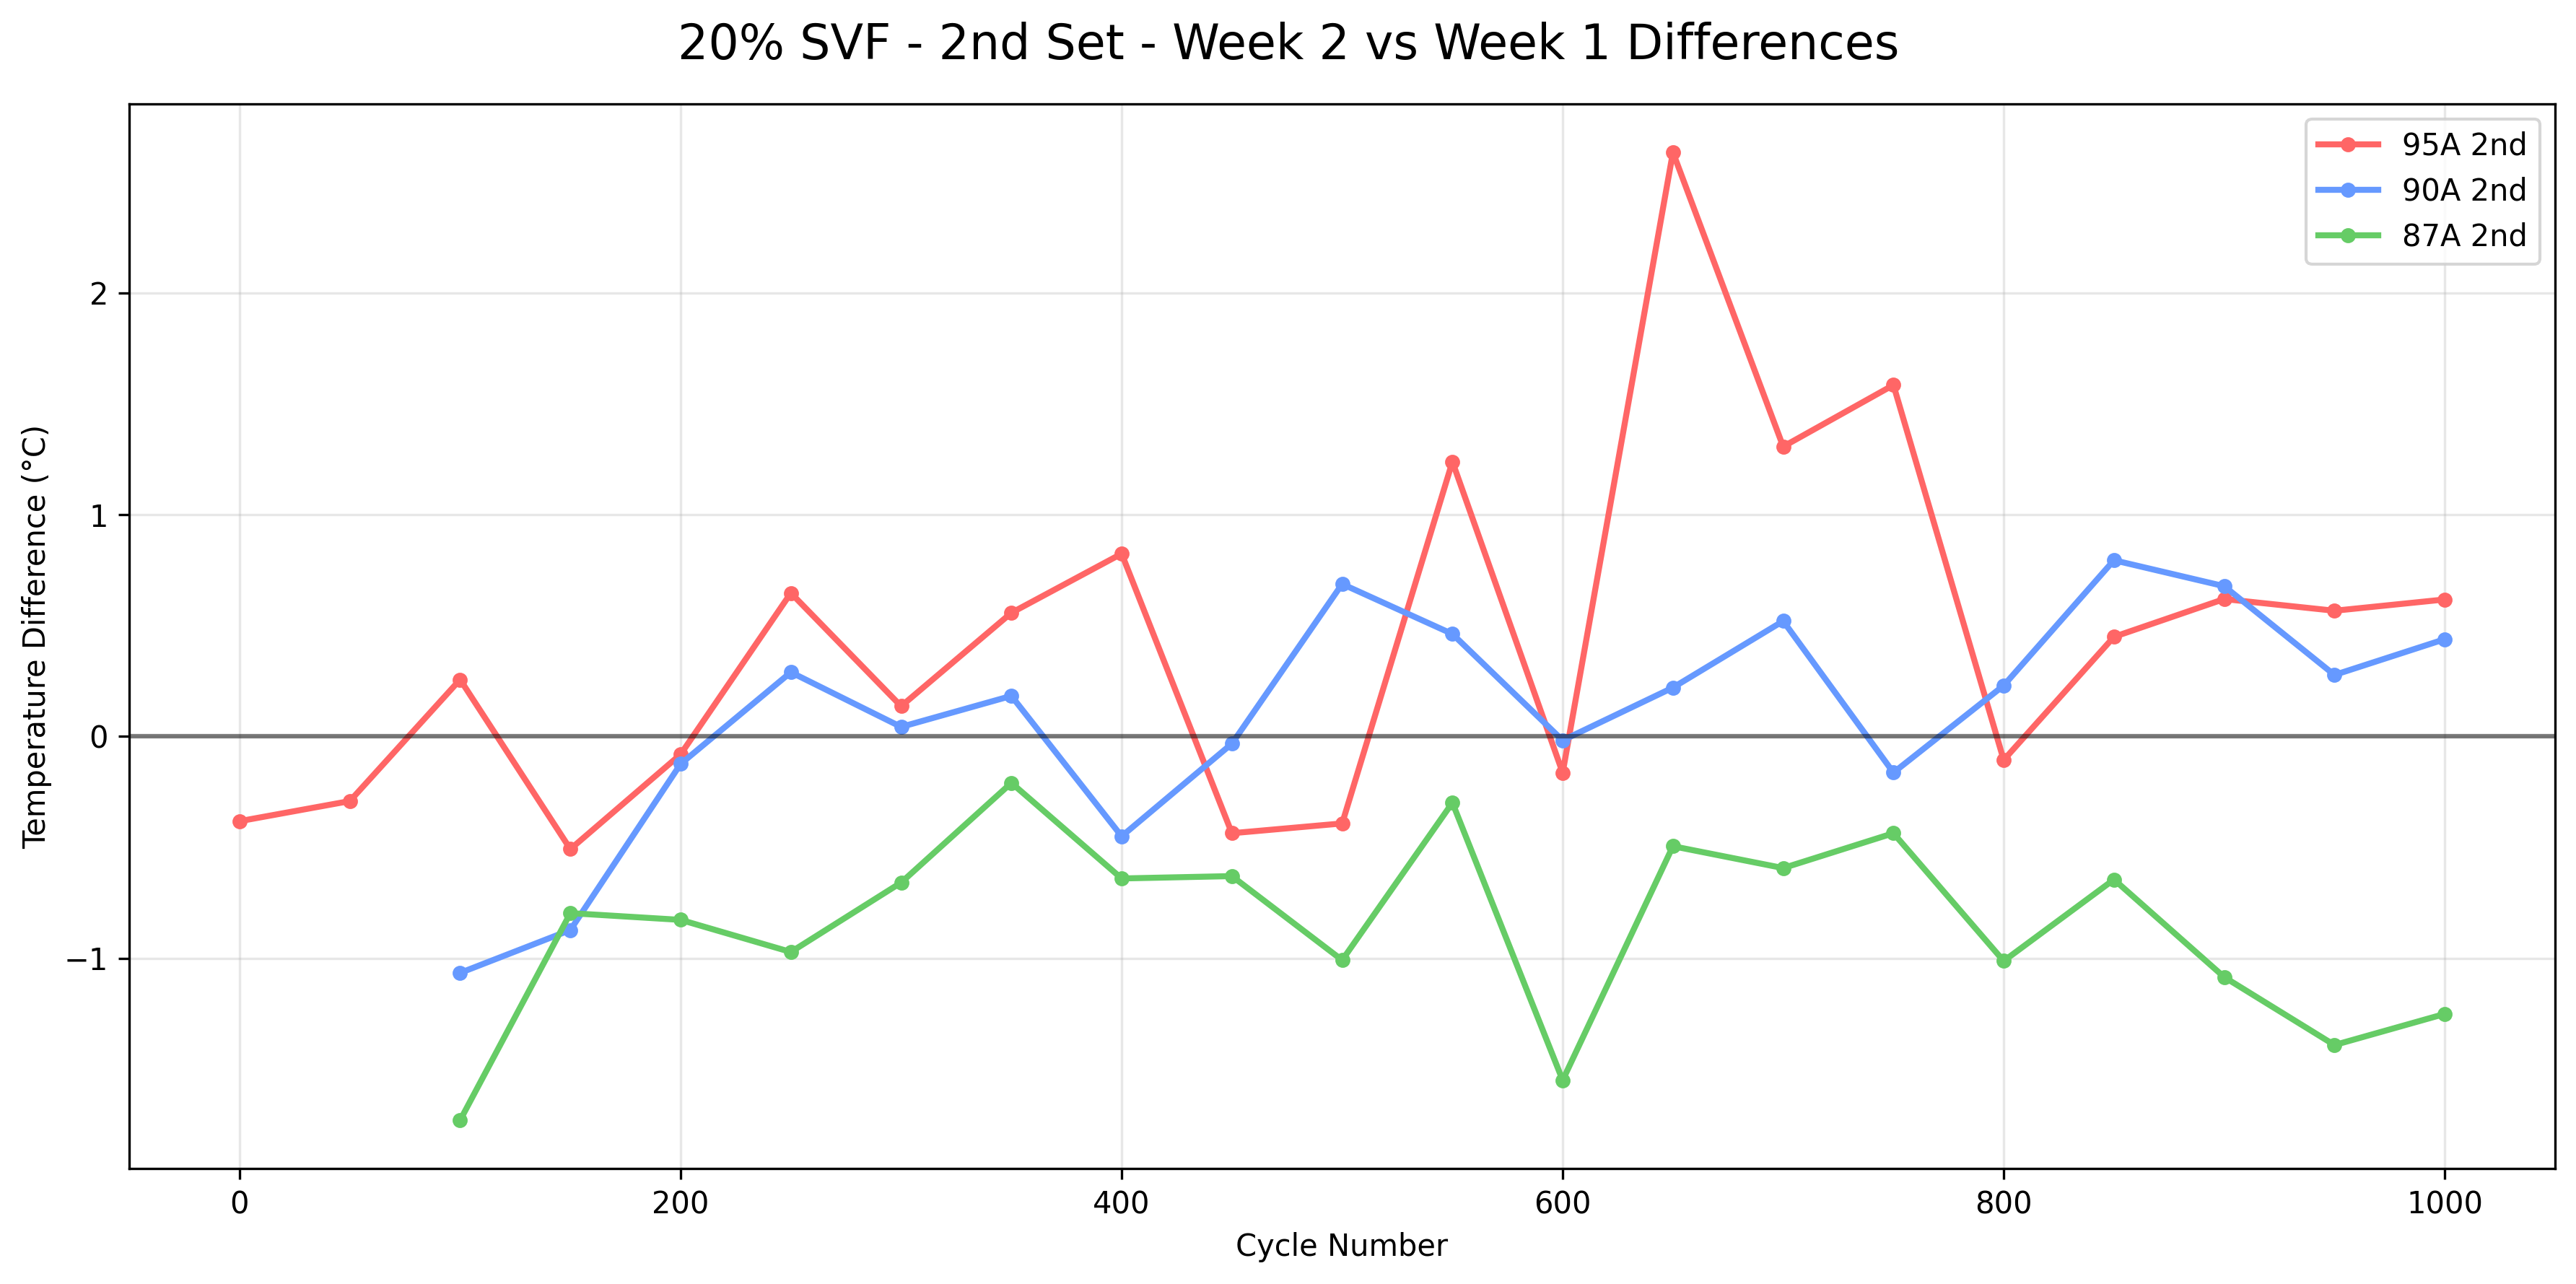 20% SVF - 2nd Set - Week 2 vs Week 1 Differences
95A 2nd
90A 2nd
87A 2nd
Temperature Difference (°C)
2
1
0
−1
0
200
400
600
800
1000
Cycle Number